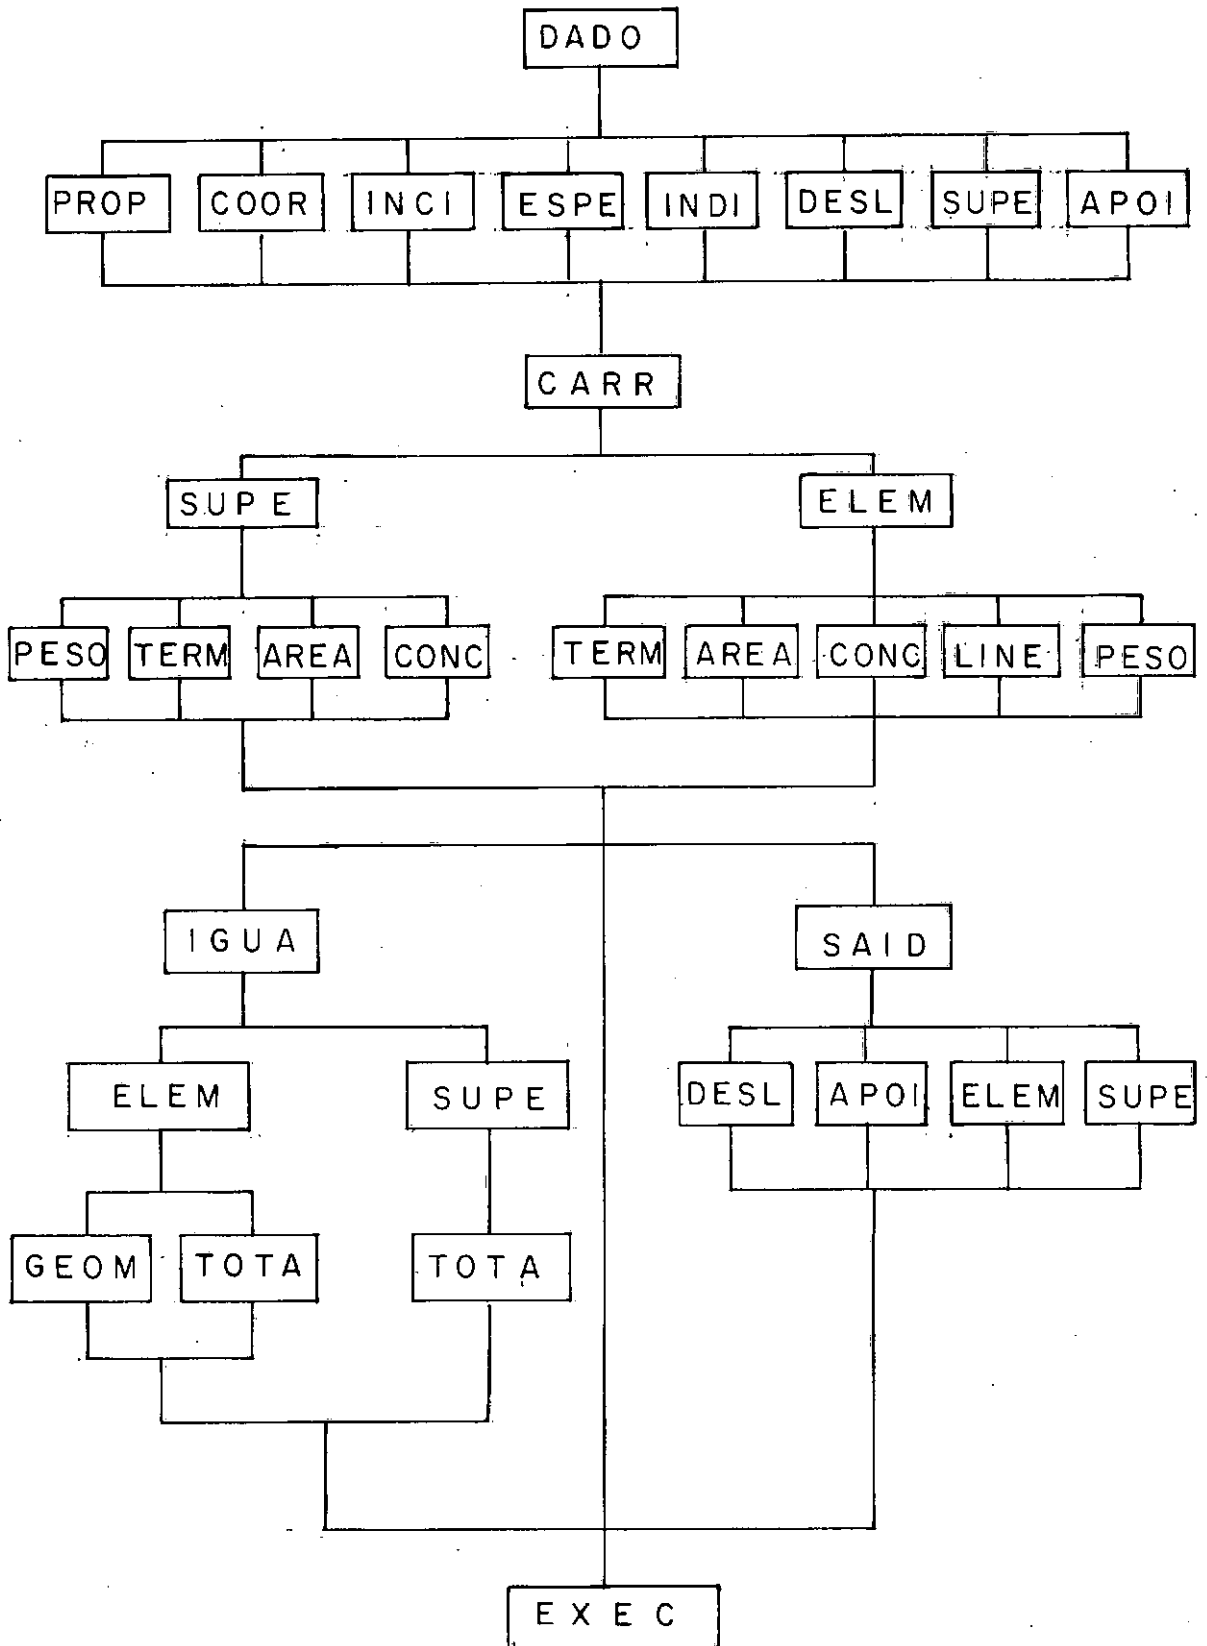 DADO
PROP COOR INCI ESPE INDI DESL SUPE APOI
CARR
SUPE ELEM
PESO TERM AREA CONC TERM AREA CONC LINE PESO
IGUA SAID
ELEM SUPE DESL APOI ELEM SUPE
GEOM TOTA TOTA
EXEC